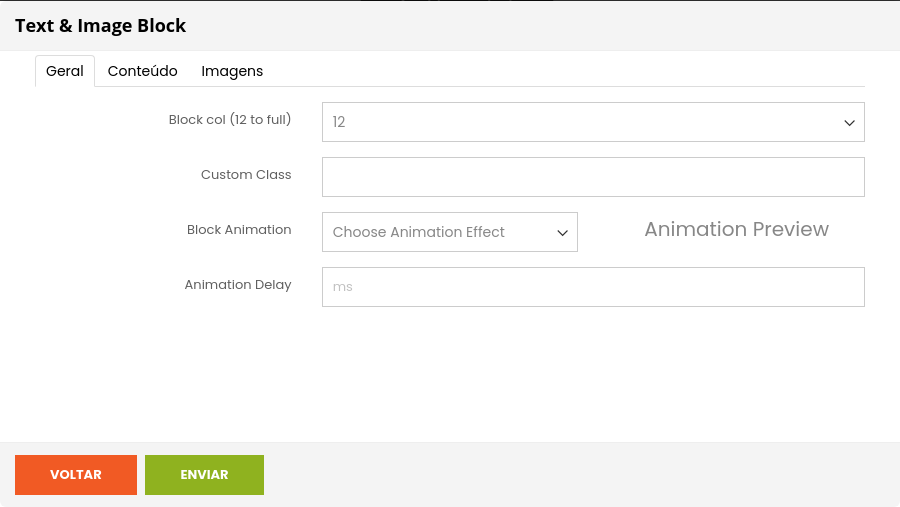 Text & Image Block
Geral Conteúdo Imagens
Block col (12 to full) 12
Custom Class
Block Animation Choose Animation Effect Animation Preview
Animation Delay ms
VOLTAR ENVIAR